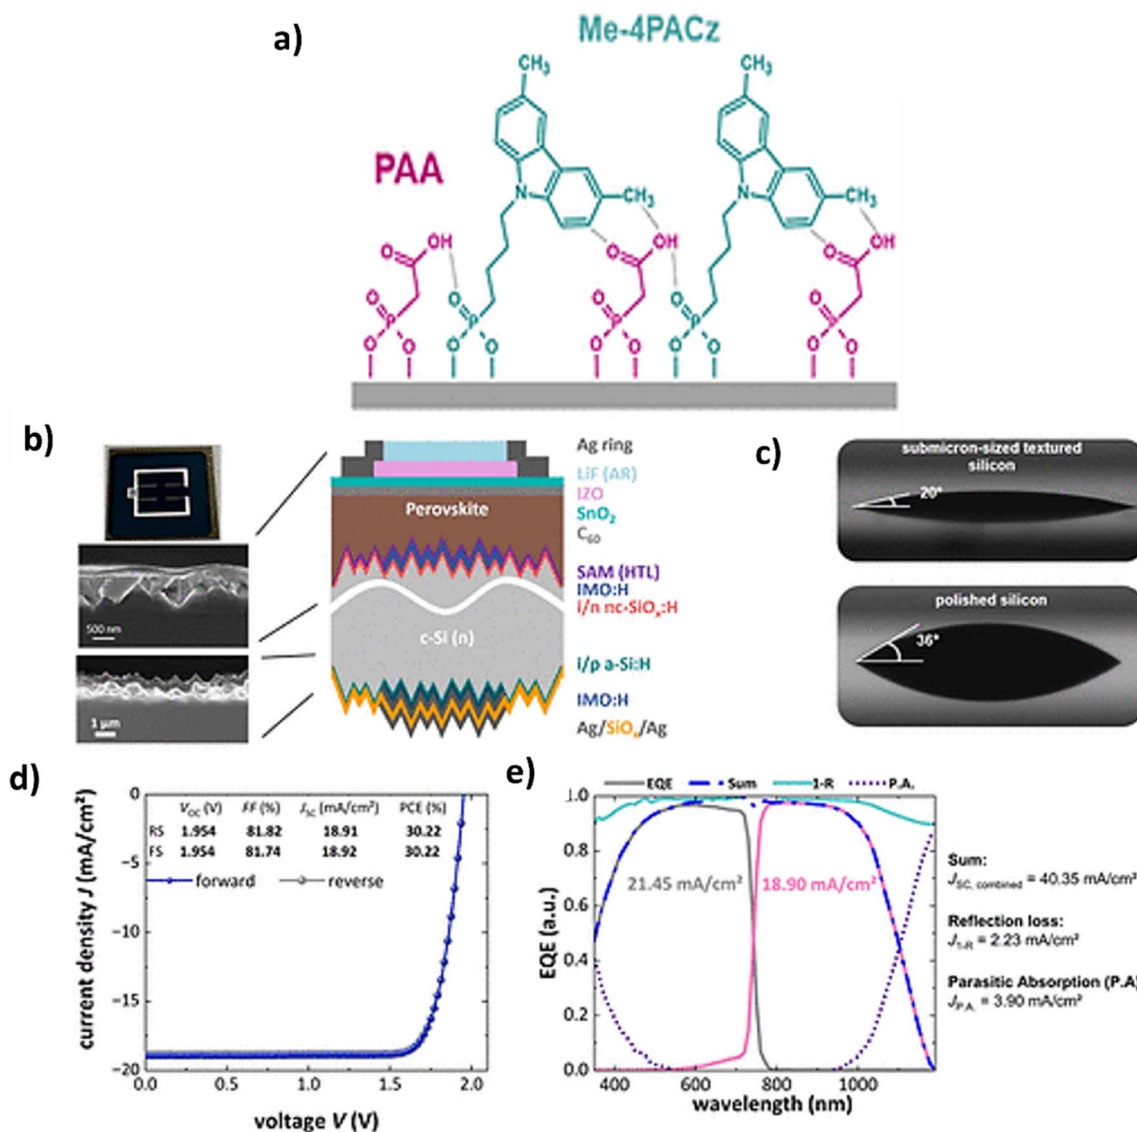 a)
Me-4PACz
CH₃ CH₃
PAA
N CH₃ N CH₃
OH O OH O OH
O O O O O
P P P P P
O O O O O O O O O O
b)
Ag ring
LiF (AR)
IZO
SnO₂
C₆₀
Perovskite
SAM (HTL)
IMO:H
i/n nc-SiOₓ:H
c-Si (n)
i/p a-Si:H
IMO:H
Ag/SiOₓ/Ag
500 nm
1 µm
c)
submicron-sized textured
silicon
20°
polished silicon
36°
d)
V_OC (V) FF (%) J_SC (mA/cm²) PCE (%)
RS 1.954 81.82 18.91 30.22
FS 1.954 81.74 18.92 30.22
forward reverse
current density J (mA/cm²)
0
−5
−10
−15
−20
0.0 0.5 1.0 1.5 2.0
voltage V (V)
e)
EQE Sum 1-R P.A.
EQE (a.u.)
1.0
0.8
0.6
0.4
0.2
0.0
21.45 mA/cm² 18.90 mA/cm²
400 600 800 1000
wavelength (nm)
Sum:
J_SC, combined = 40.35 mA/cm²
Reflection loss:
J_1-R = 2.23 mA/cm²
Parasitic Absorption (P.A)
J_P.A. = 3.90 mA/cm²